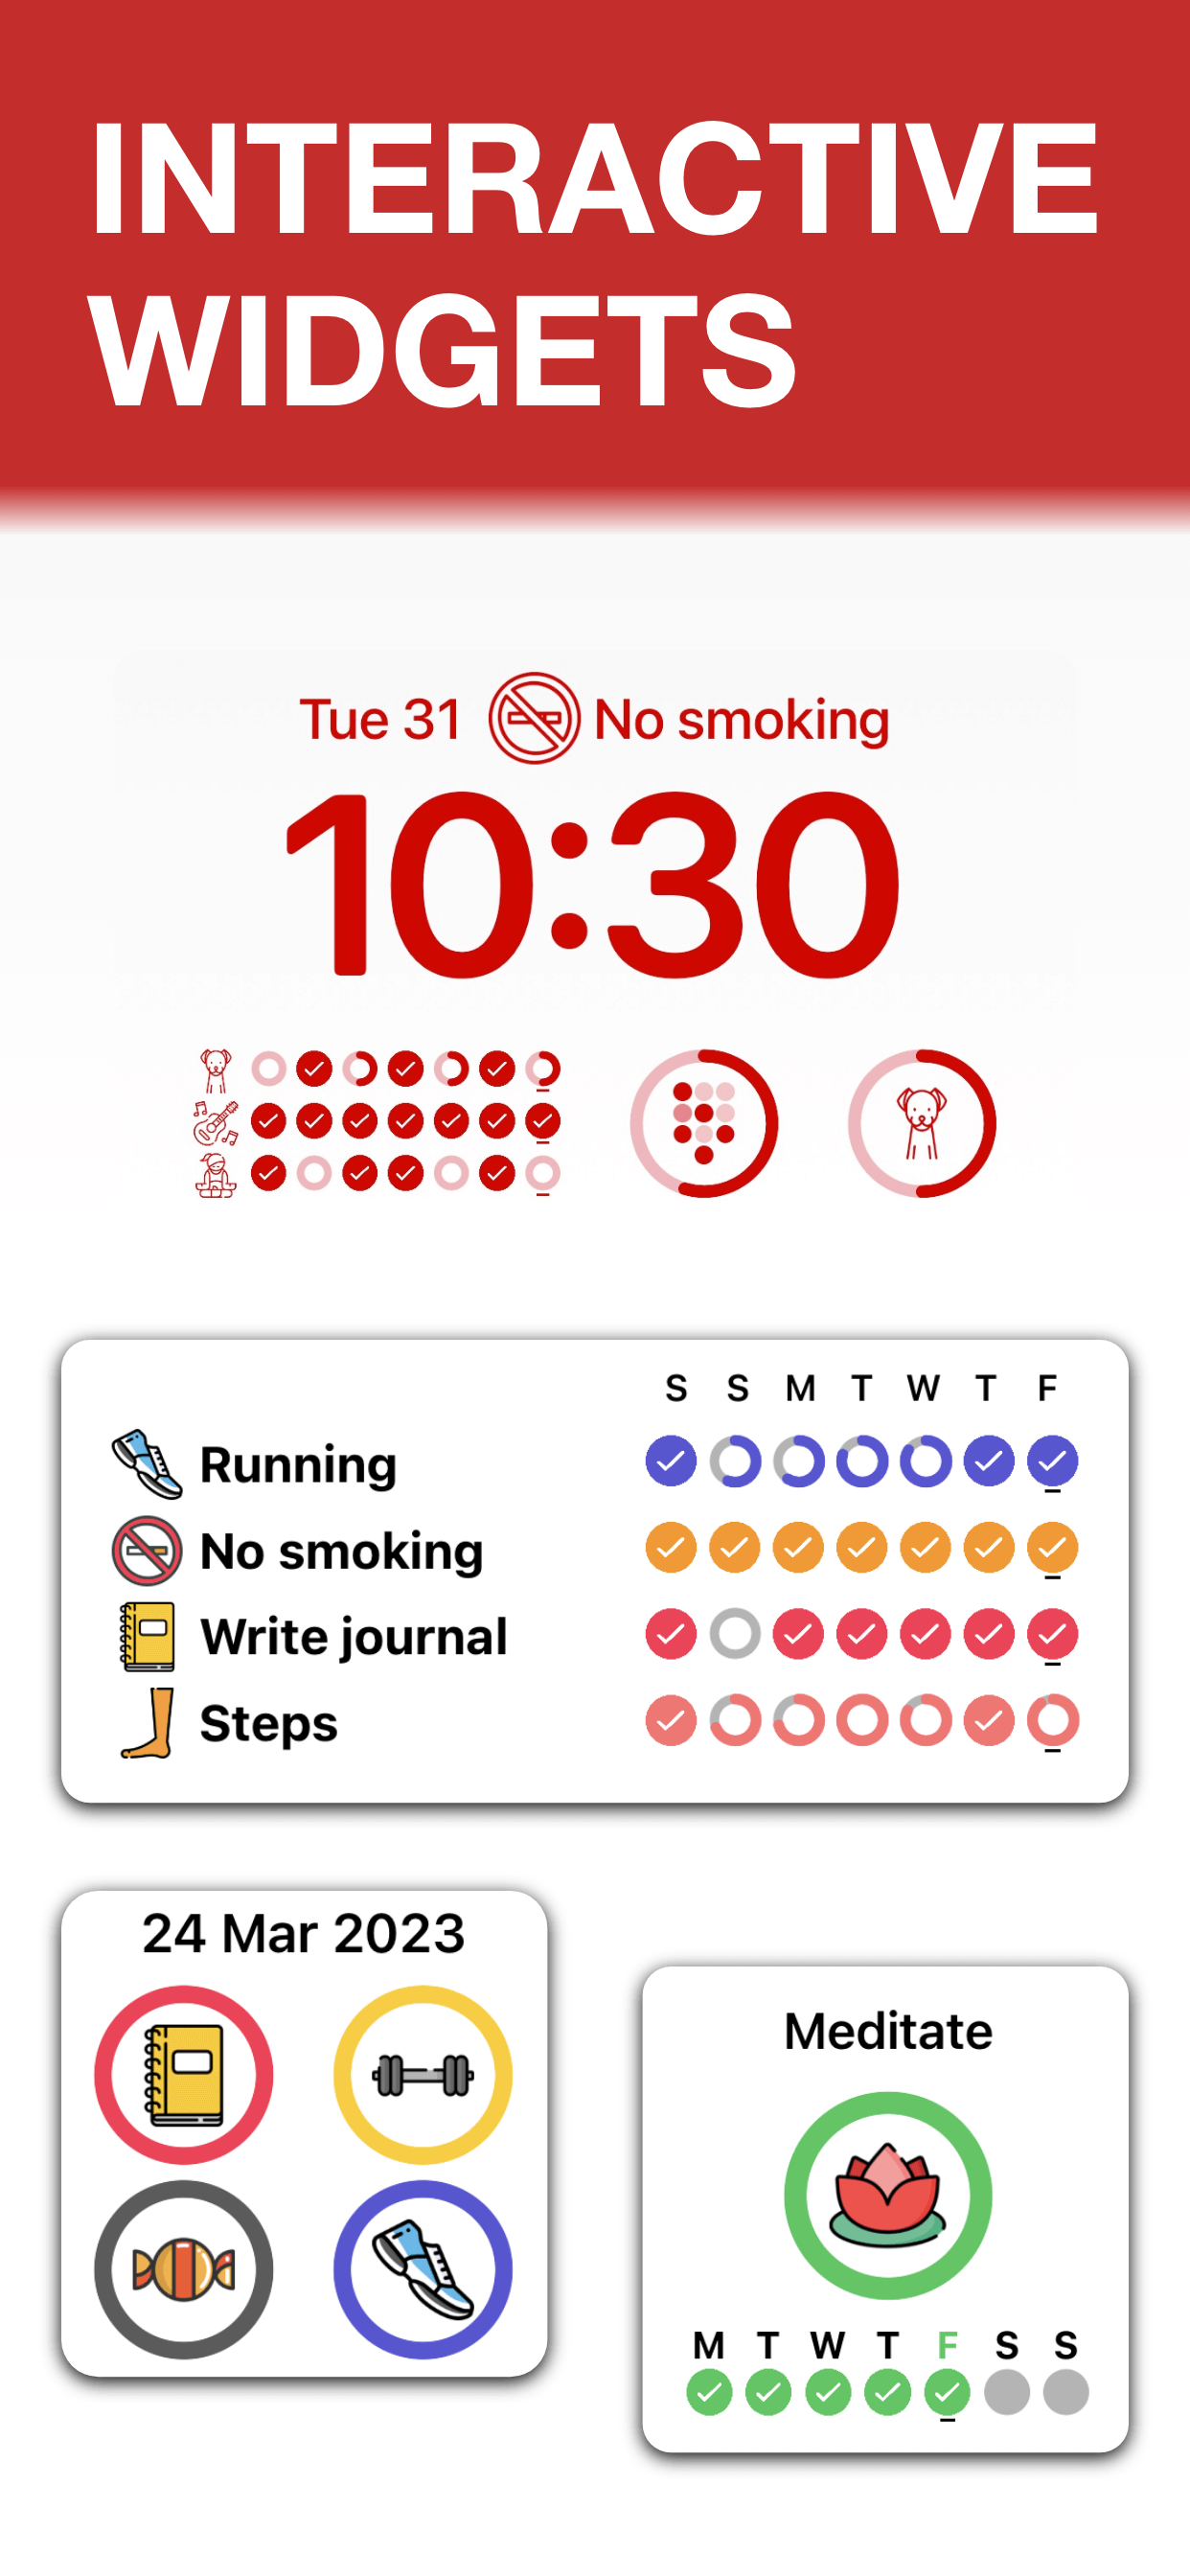 INTERACTIVE
WIDGETS
Tue 31 No smoking
10:30
S S M T W T F
Running
No smoking
Write journal
Steps
24 Mar 2023
Meditate
M T W T F S S